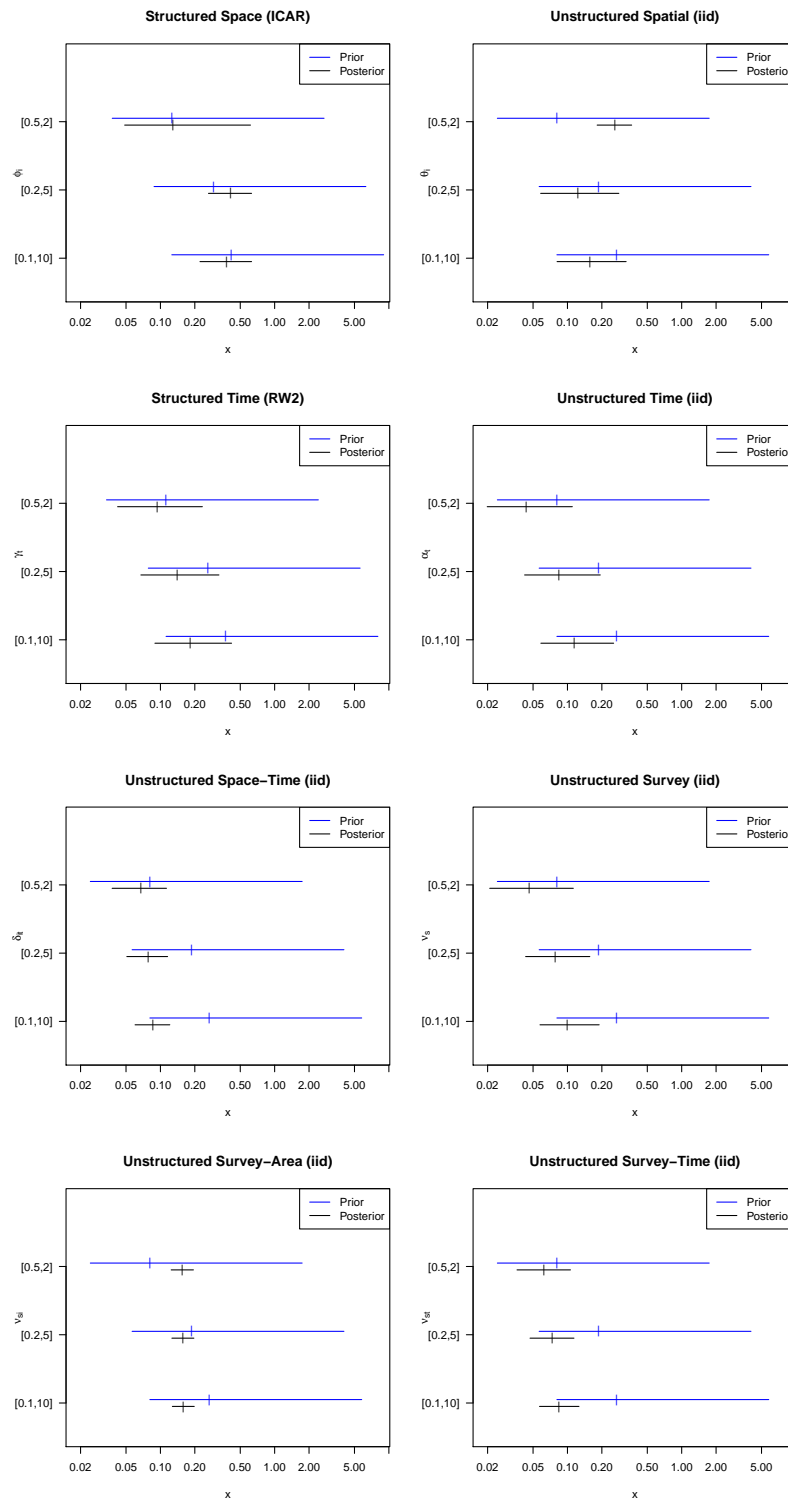 Structured Space (ICAR)
Prior
Posterior
[0.5,2]
[0.2,5]
[0.1,10]
ϕi
0.02 0.05 0.10 0.20 0.50 1.00 2.00 5.00
x
Unstructured Spatial (iid)
Prior
Posterior
[0.5,2]
[0.2,5]
[0.1,10]
θi
0.02 0.05 0.10 0.20 0.50 1.00 2.00 5.00
x
Structured Time (RW2)
Prior
Posterior
[0.5,2]
[0.2,5]
[0.1,10]
γt
0.02 0.05 0.10 0.20 0.50 1.00 2.00 5.00
x
Unstructured Time (iid)
Prior
Posterior
[0.5,2]
[0.2,5]
[0.1,10]
αt
0.02 0.05 0.10 0.20 0.50 1.00 2.00 5.00
x
Unstructured Space−Time (iid)
Prior
Posterior
[0.5,2]
[0.2,5]
[0.1,10]
δit
0.02 0.05 0.10 0.20 0.50 1.00 2.00 5.00
x
Unstructured Survey (iid)
Prior
Posterior
[0.5,2]
[0.2,5]
[0.1,10]
νs
0.02 0.05 0.10 0.20 0.50 1.00 2.00 5.00
x
Unstructured Survey−Area (iid)
Prior
Posterior
[0.5,2]
[0.2,5]
[0.1,10]
νsi
0.02 0.05 0.10 0.20 0.50 1.00 2.00 5.00
x
Unstructured Survey−Time (iid)
Prior
Posterior
[0.5,2]
[0.2,5]
[0.1,10]
νst
0.02 0.05 0.10 0.20 0.50 1.00 2.00 5.00
x